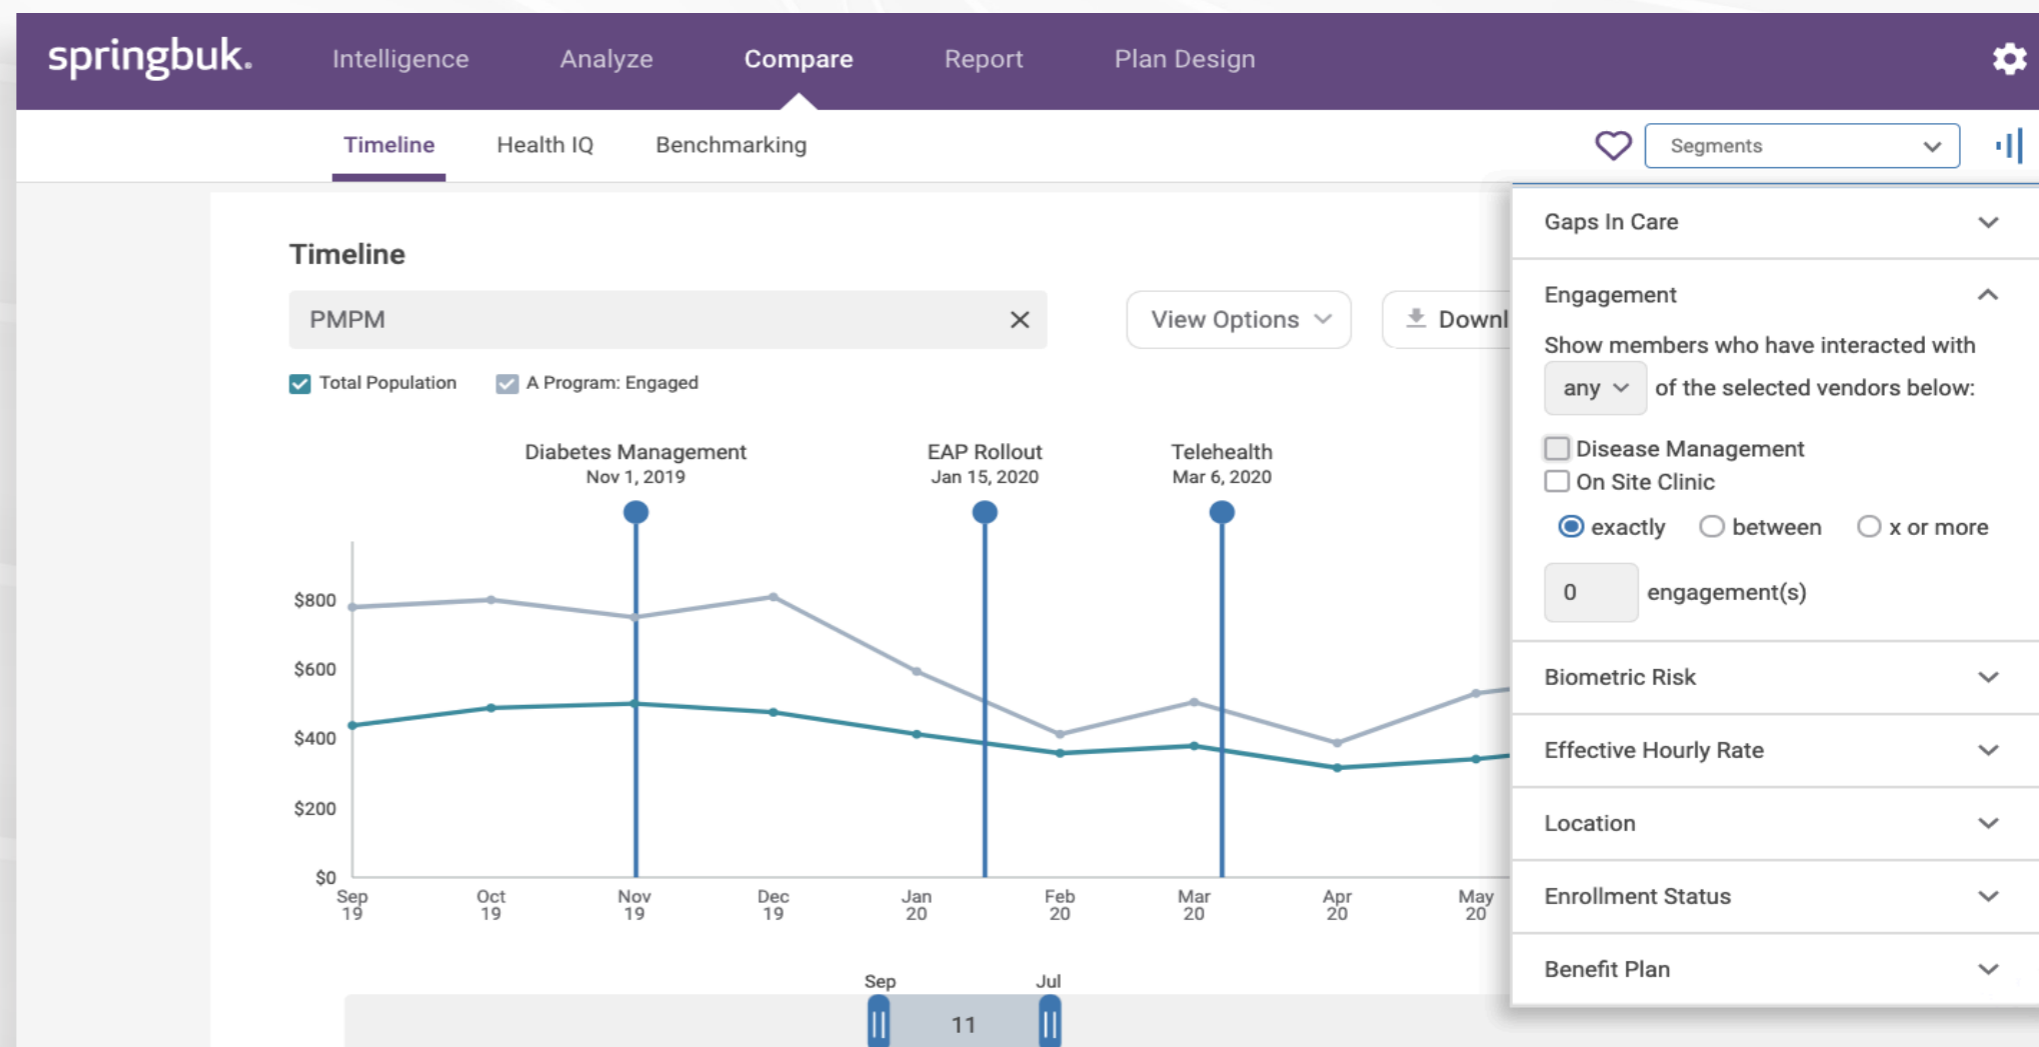 springbuk.
Intelligence
Analyze
Compare
Report
Plan Design
Timeline
Health IQ
Benchmarking
Segments
Timeline
PMPM
View Options
Downl
Total Population
A Program: Engaged
Diabetes Management
Nov 1, 2019
EAP Rollout
Jan 15, 2020
Telehealth
Mar 6, 2020
$800
$600
$400
$200
$0
Sep
19
Oct
19
Nov
19
Dec
19
Jan
20
Feb
20
Mar
20
Apr
20
May
20
Sep
Jul
11
Gaps In Care
Engagement
Show members who have interacted with
any of the selected vendors below:
Disease Management
On Site Clinic
exactly between x or more
0 engagement(s)
Biometric Risk
Effective Hourly Rate
Location
Enrollment Status
Benefit Plan